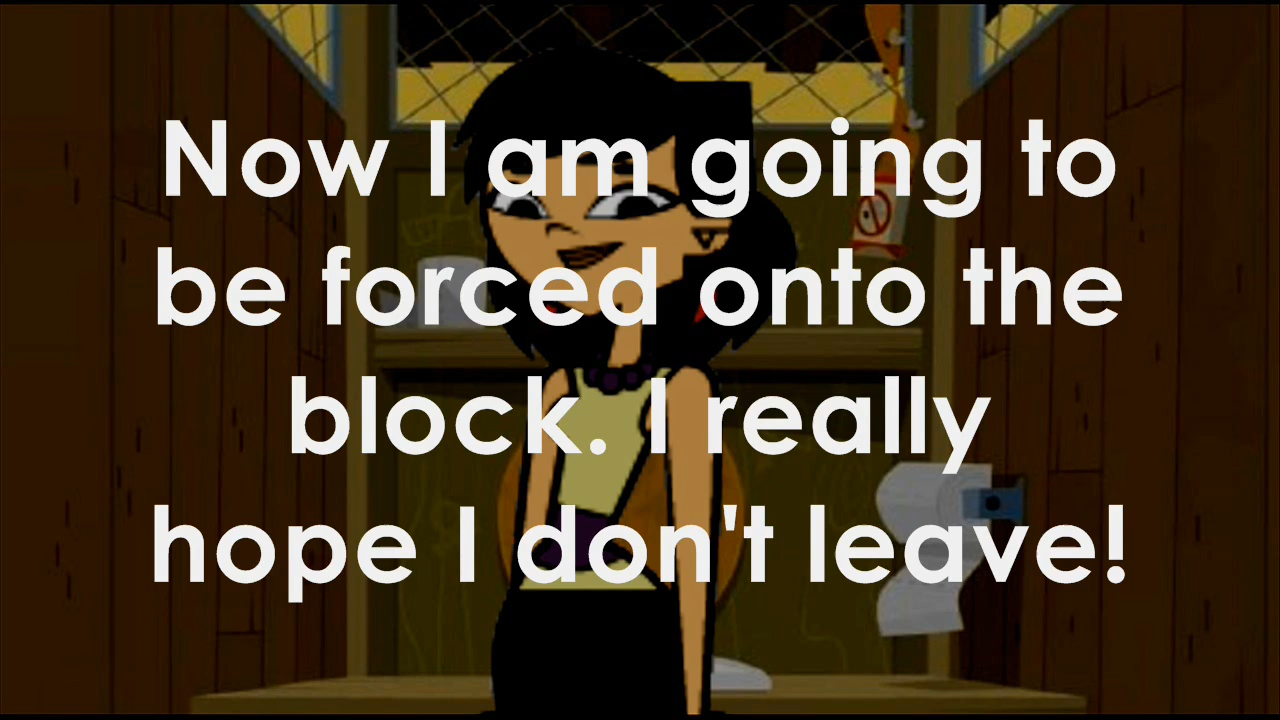 Now I am going to
be forced onto the
block. I really
hope I don't leave!